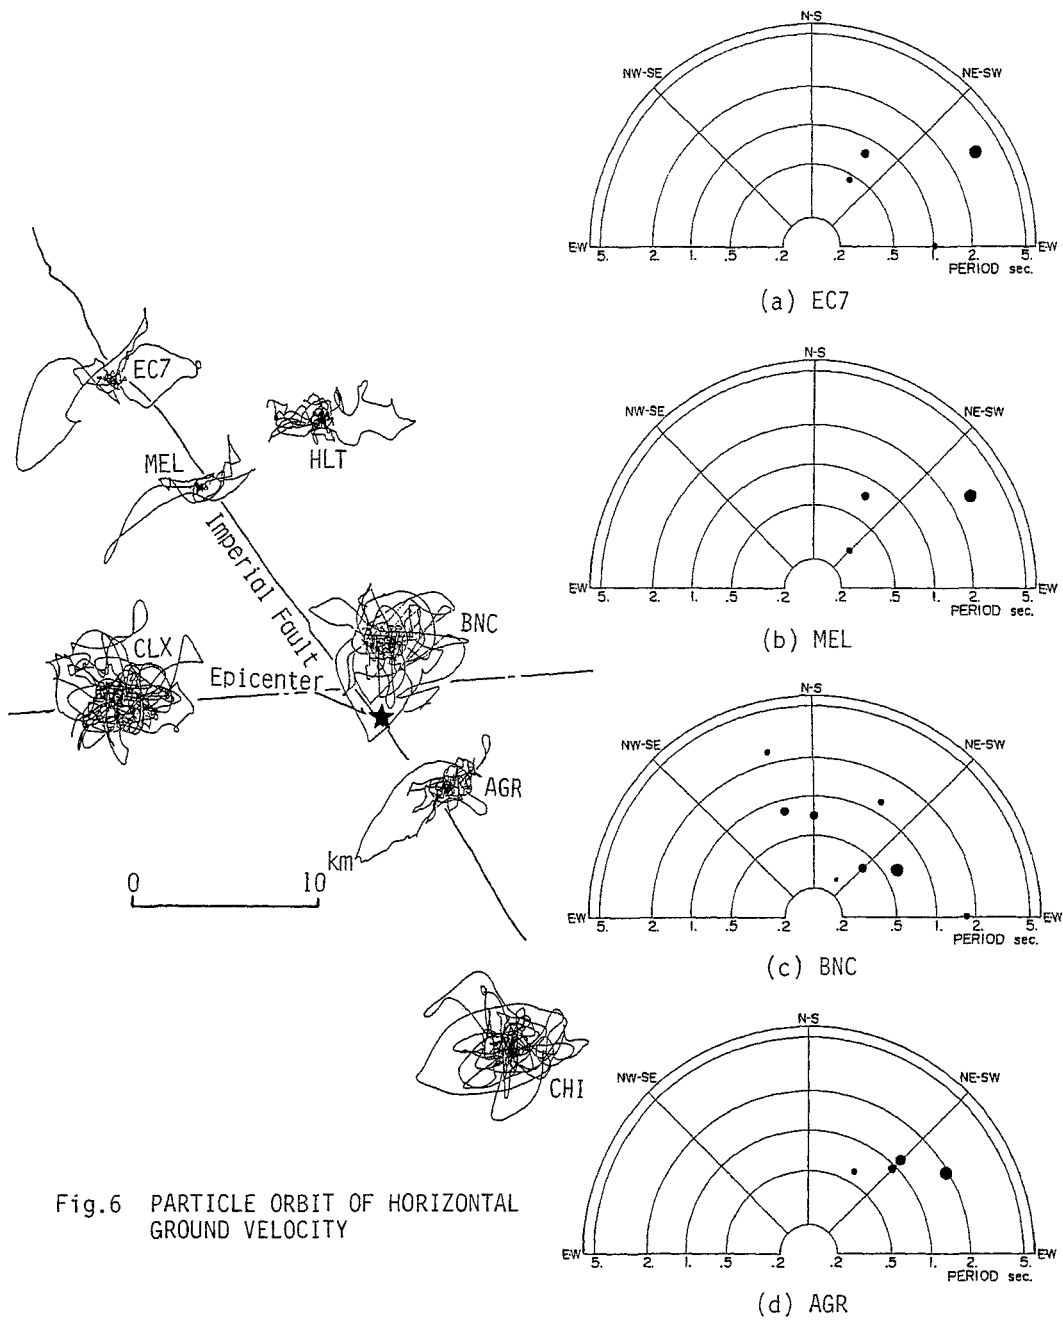 EC7
MEL
HLT
Imperial Fault
BNC
CLX
Epicenter
AGR
km
0 10
CHI
Fig.6 PARTICLE ORBIT OF HORIZONTAL
GROUND VELOCITY
N-S
NW-SE NE-SW
EW 5. 2. 1. .5 .2 .2 .5 1. 2. 5. EW
PERIOD sec.
(a) EC7
N-S
NW-SE NE-SW
EW 5. 2. 1. .5 .2 .2 .5 1. 2. 5. EW
PERIOD sec.
(b) MEL
N-S
NW-SE NE-SW
EW 5. 2. 1. .5 .2 .2 .5 1. 2. 5. EW
PERIOD sec.
(c) BNC
N-S
NW-SE NE-SW
EW 5. 2. 1. .5 .2 .2 .5 1. 2. 5. EW
PERIOD sec.
(d) AGR